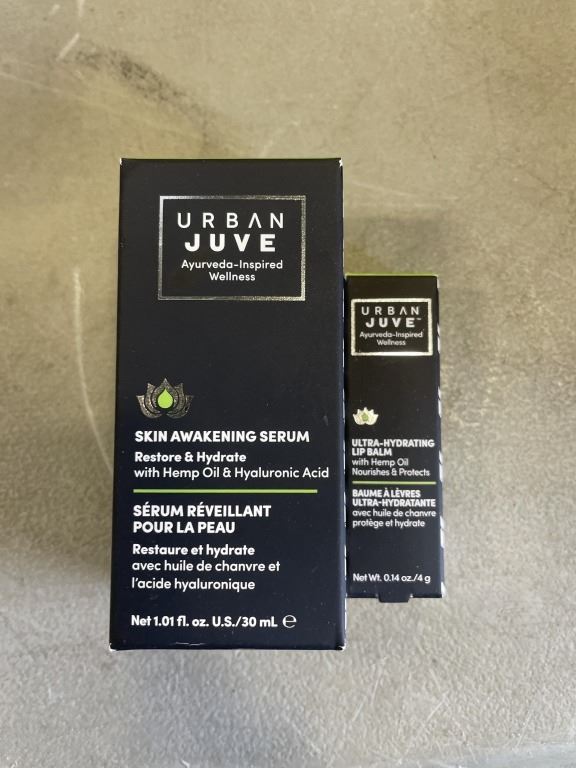 URBAN
JUVE
Ayurveda-Inspired
Wellness
SKIN AWAKENING SERUM
Restore & Hydrate
with Hemp Oil & Hyaluronic Acid
SÉRUM RÉVEILLANT
POUR LA PEAU
Restaure et hydrate
avec huile de chanvre et
l'acide hyaluronique
Net 1.01 fl. oz. U.S./30 mL ℮
URBAN
JUVE™
Ayurveda-Inspired
Wellness
ULTRA-HYDRATING
LIP BALM
with Hemp Oil
Nourishes & Protects
BAUME À LÈVRES
ULTRA-HYDRATANTE
avec huile de chanvre
protège et hydrate
Net Wt. 0.14 oz./4 g